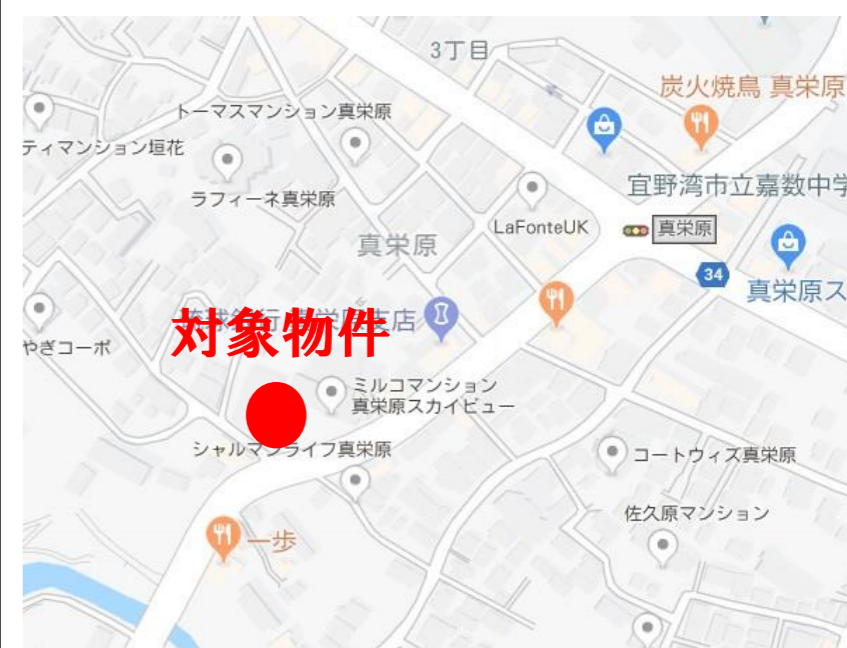 3丁目
炭火焼鳥 真栄原
トーマスマンション真栄原
ティマンション垣花
ラフィーネ真栄原
宜野湾市立嘉数中学
LaFonteUK
真栄原
真栄原
34
真栄原ス
支店
対象物件
やぎコーポ
ミルコマンション
真栄原スカイビュー
シャルマンライフ真栄原
コートウィズ真栄原
佐久原マンション
一歩